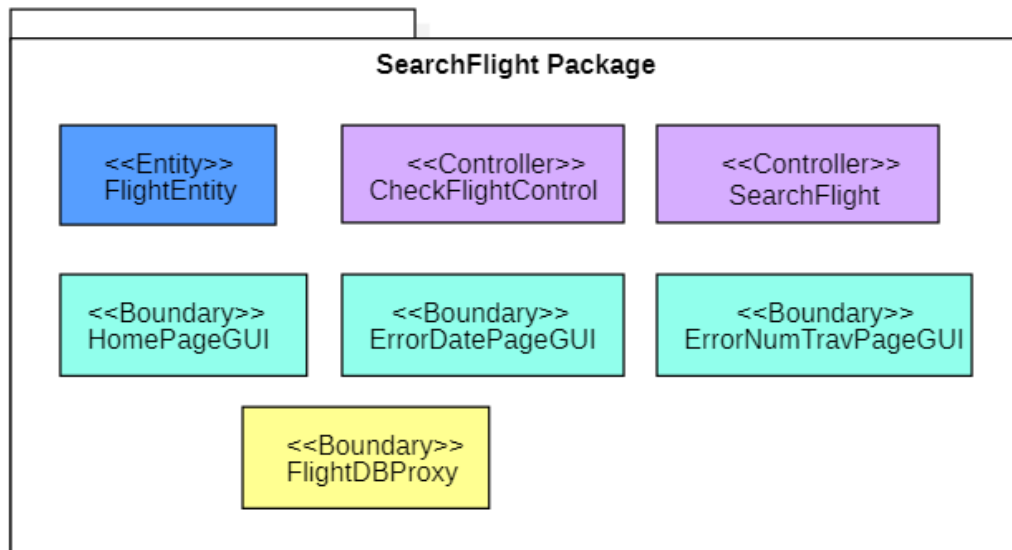 SearchFlight Package
<<Entity>>
FlightEntity
<<Controller>>
CheckFlightControl
<<Controller>>
SearchFlight
<<Boundary>>
HomePageGUI
<<Boundary>>
ErrorDatePageGUI
<<Boundary>>
ErrorNumTravPageGUI
<<Boundary>>
FlightDBProxy